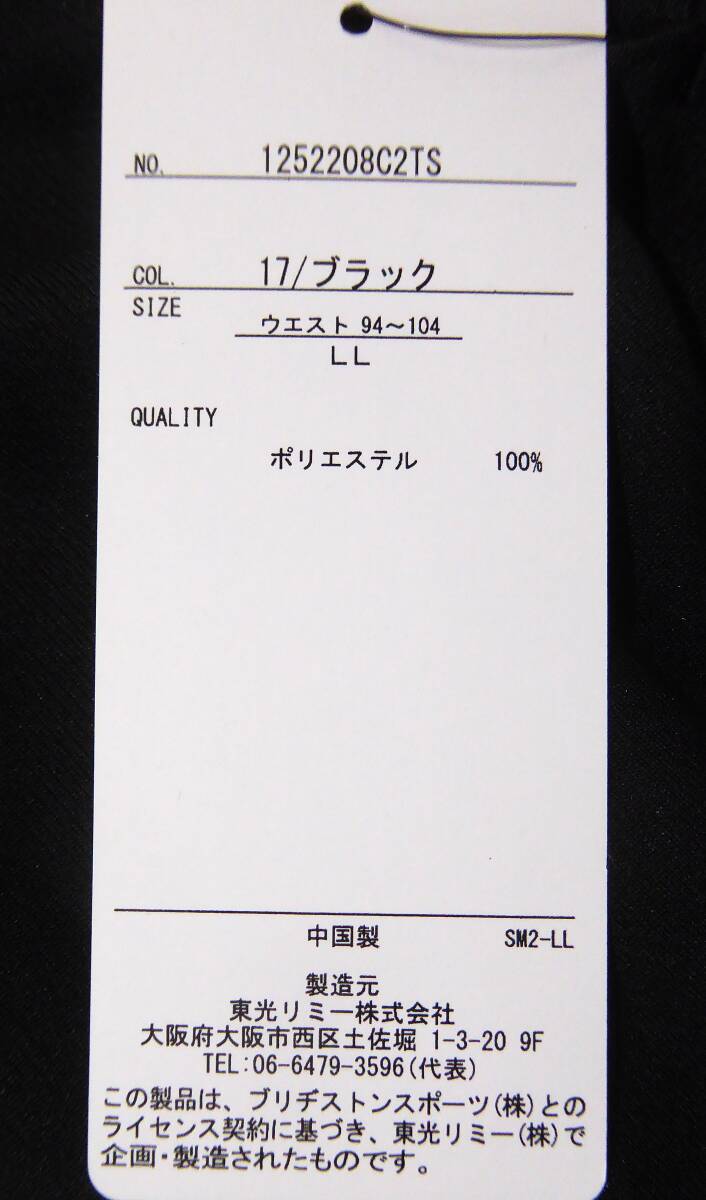 NO. 1252208C2TS
COL. 17/ブラック
SIZE
ウエスト 94～104
LL
QUALITY
ポリエステル 100%
中国製 SM2-LL
製造元
東光リミー株式会社
大阪府大阪市西区土佐堀 1-3-20 9F
TEL:06-6479-3596(代表)
この製品は、ブリヂストンスポーツ(株)との
ライセンス契約に基づき、東光リミー(株)で
企画・製造されたものです。